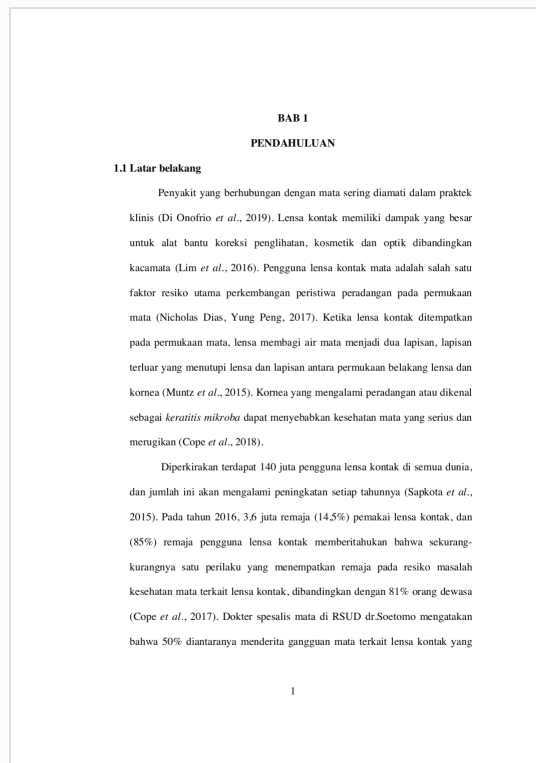 BAB 1
PENDAHULUAN
1.1 Latar belakang
Penyakit yang berhubungan dengan mata sering diamati dalam praktek
klinis (Di Onofrio et al., 2019). Lensa kontak memiliki dampak yang besar
untuk alat bantu koreksi penglihatan, kosmetik dan optik dibandingkan
kacamata (Lim et al., 2016). Pengguna lensa kontak mata adalah salah satu
faktor resiko utama perkembangan peristiwa peradangan pada permukaan
mata (Nicholas Dias, Yung Peng, 2017). Ketika lensa kontak ditempatkan
pada permukaan mata, lensa membagi air mata menjadi dua lapisan, lapisan
terluar yang menutupi lensa dan lapisan antara permukaan belakang lensa dan
kornea (Muntz et al., 2015). Kornea yang mengalami peradangan atau dikenal
sebagai keratitis mikroba dapat menyebabkan kesehatan mata yang serius dan
merugikan (Cope et al., 2018).
Diperkirakan terdapat 140 juta pengguna lensa kontak di semua dunia,
dan jumlah ini akan mengalami peningkatan setiap tahunnya (Sapkota et al.,
2015). Pada tahun 2016, 3,6 juta remaja (14,5%) pemakai lensa kontak, dan
(85%) remaja pengguna lensa kontak memberitahukan bahwa sekurang-
kurangnya satu perilaku yang menempatkan remaja pada resiko masalah
kesehatan mata terkait lensa kontak, dibandingkan dengan 81% orang dewasa
(Cope et al., 2017). Dokter spesalis mata di RSUD dr.Soetomo mengatakan
bahwa 50% diantaranya menderita gangguan mata terkait lensa kontak yang
1